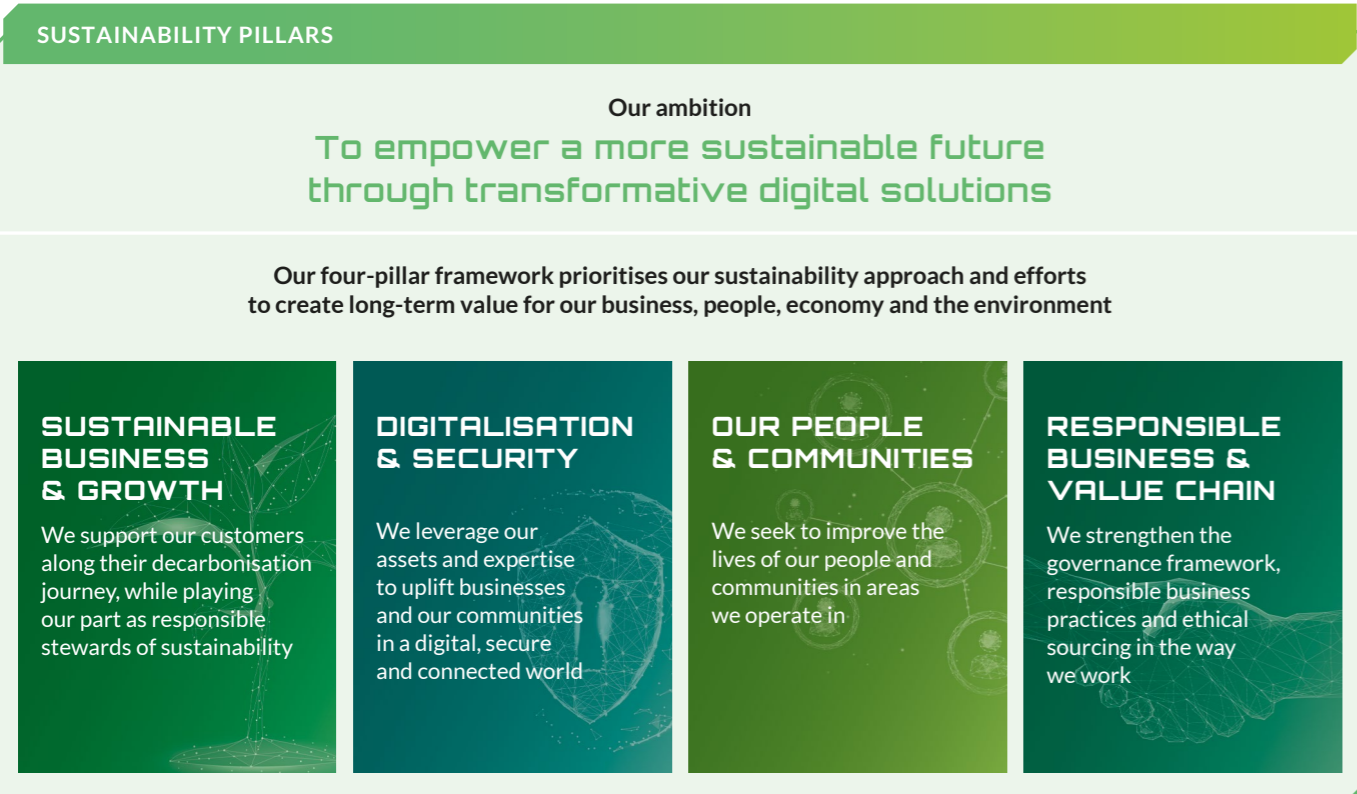 SUSTAINABILITY PILLARS
Our ambition
To empower a more sustainable future
through transformative digital solutions
Our four-pillar framework prioritises our sustainability approach and efforts
to create long-term value for our business, people, economy and the environment
SUSTAINABLE
BUSINESS
& GROWTH
We support our customers
along their decarbonisation
journey, while playing
our part as responsible
stewards of sustainability
DIGITALISATION
& SECURITY
We leverage our
assets and expertise
to uplift businesses
and our communities
in a digital, secure
and connected world
OUR PEOPLE
& COMMUNITIES
We seek to improve the
lives of our people and
communities in areas
we operate in
RESPONSIBLE
BUSINESS &
VALUE CHAIN
We strengthen the
governance framework,
responsible business
practices and ethical
sourcing in the way
we work